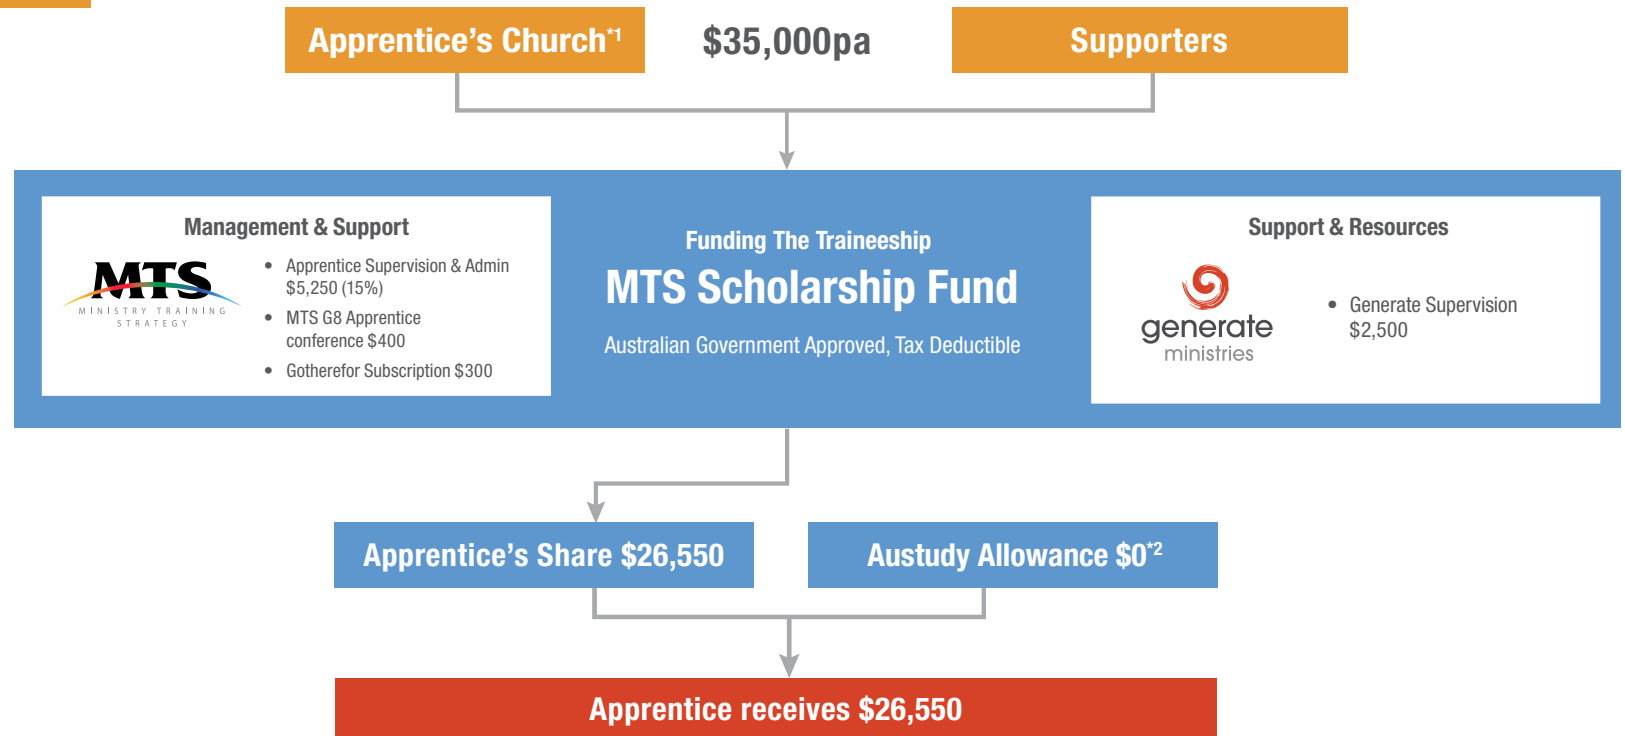 Apprentice's Church*1
$35,000pa
Supporters
Management & Support
MTS
MINISTRY TRAINING
STRATEGY
• Apprentice Supervision & Admin
$5,250 (15%)
• MTS G8 Apprentice
conference $400
• Gotherefor Subscription $300
Funding The Traineeship
MTS Scholarship Fund
Australian Government Approved, Tax Deductible
Support & Resources
generate
ministries
• Generate Supervision
$2,500
Apprentice's Share $26,550
Austudy Allowance $0*2
Apprentice receives $26,550